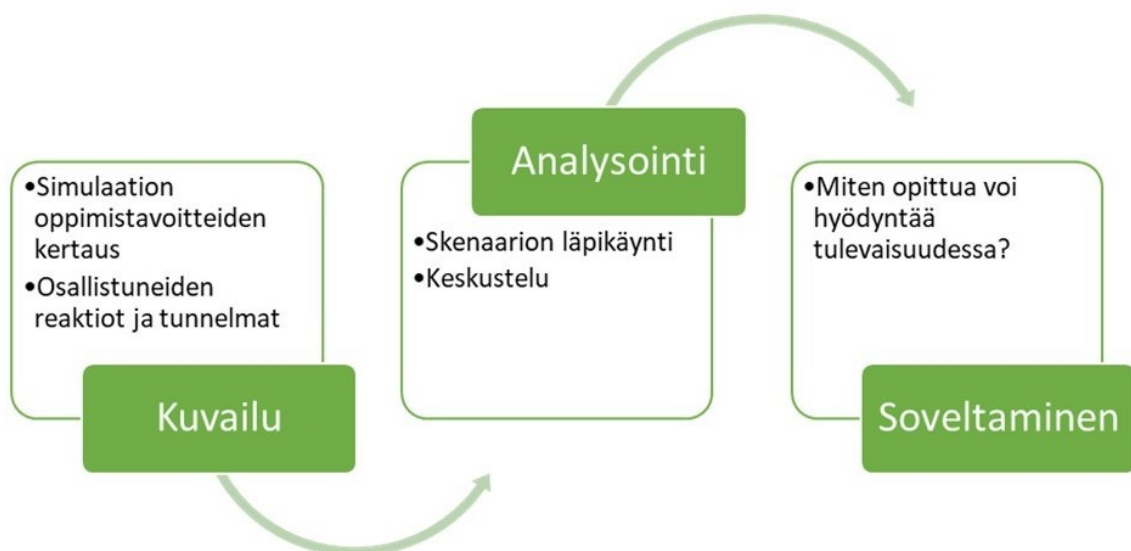 •Simulaation
oppimistavoitteiden
kertaus
•Osallistuneiden
reaktiot ja tunnelmat
Kuvailu
Analysointi
•Skenaarion läpikäynti
•Keskustelu
•Miten opittua voi
hyödyntää
tulevaisuudessa?
Soveltaminen